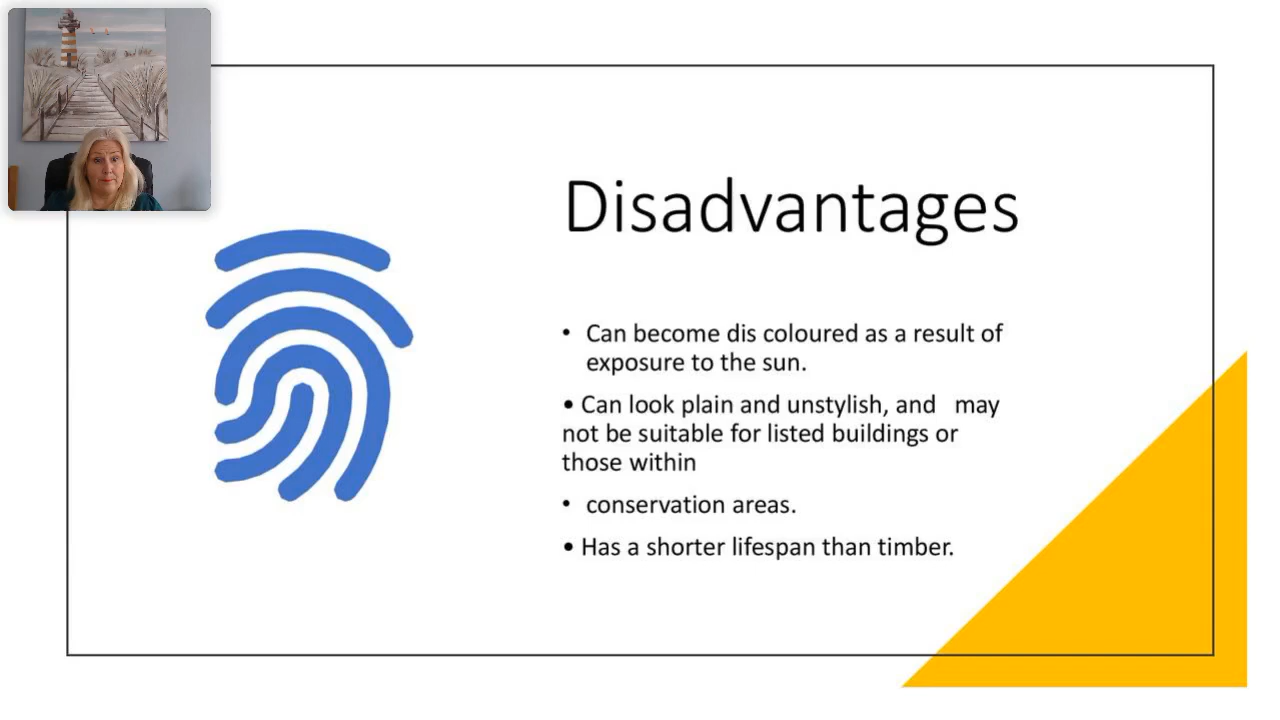 Disadvantages
• Can become dis coloured as a result of
exposure to the sun.
• Can look plain and unstylish, and   may
not be suitable for listed buildings or
those within
• conservation areas.
• Has a shorter lifespan than timber.